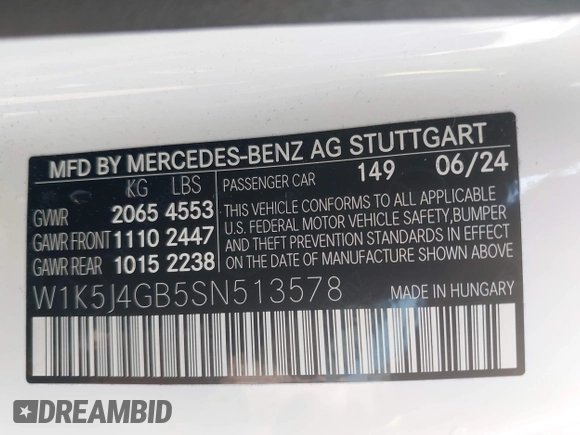 MFD BY MERCEDES-BENZ AG STUTTGART
KG LBS
GVWR 2065 4553
GAWR FRONT 1110 2447
GAWR REAR 1015 2238
PASSENGER CAR 149 06/24
THIS VEHICLE CONFORMS TO ALL APPLICABLE
U.S. FEDERAL MOTOR VEHICLE SAFETY,BUMPER
AND THEFT PREVENTION STANDARDS IN EFFECT
ON THE DATE OF MANUFACTURE SHOWN ABOVE
W1K5J4GB5SN513578 MADE IN HUNGARY
DREAMBID